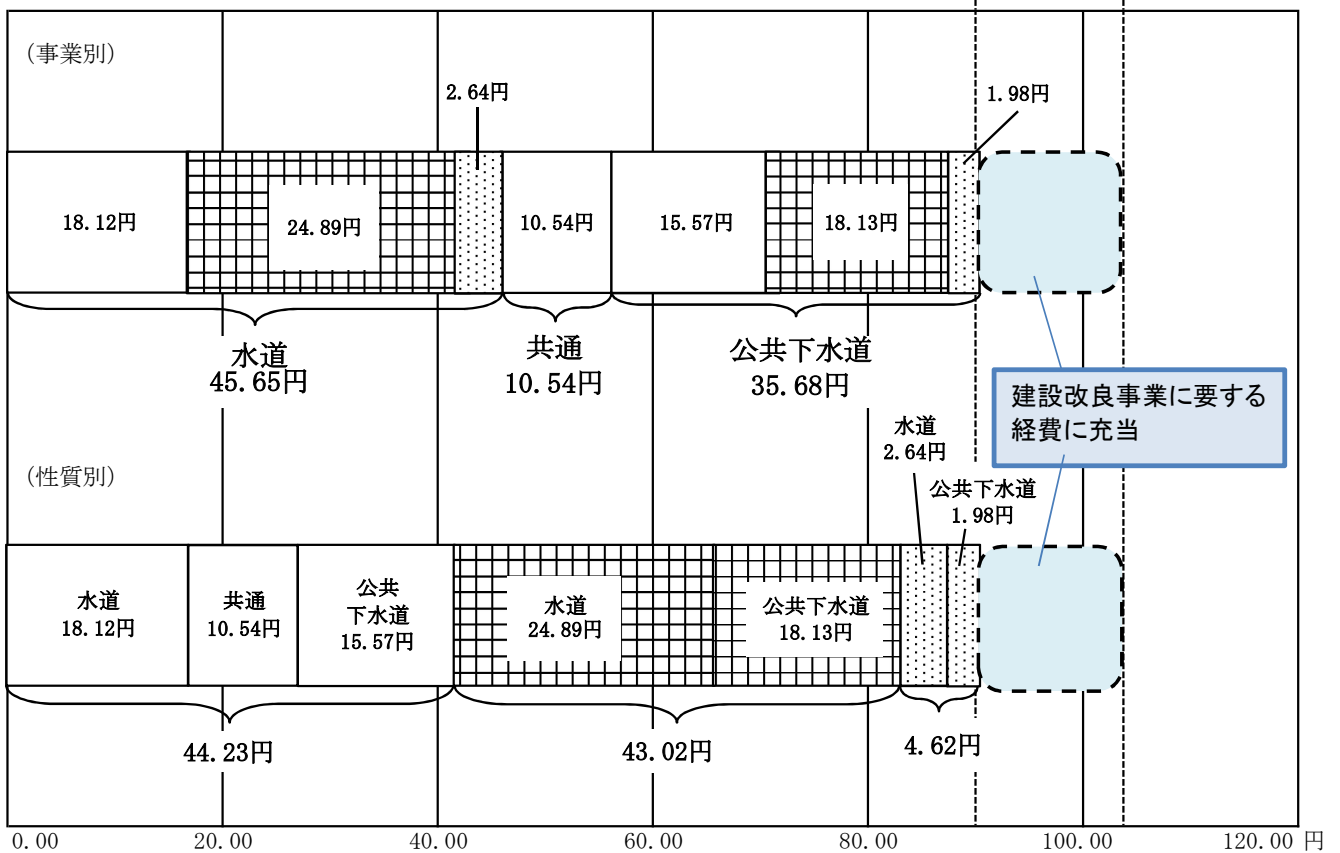 （事業別）
2.64円
1.98円
18.12円
24.89円
10.54円
15.57円
18.13円
水道
45.65円
共通
10.54円
公共下水道
35.68円
建設改良事業に要する
経費に充当
（性質別）
水道
2.64円
公共下水道
1.98円
水道
18.12円
共通
10.54円
公共
下水道
15.57円
水道
24.89円
公共下水道
18.13円
44.23円
43.02円
4.62円
0.00 20.00 40.00 60.00 80.00 100.00 120.00 円